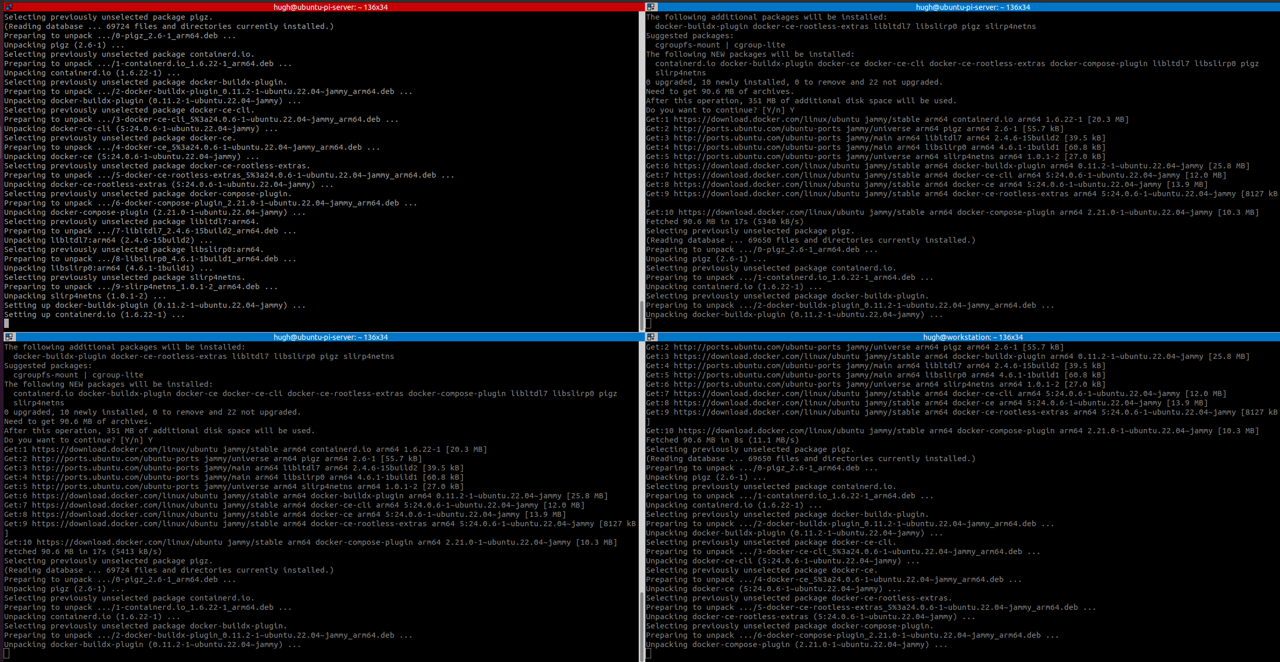 hugh@ubuntu-pi-server: ~ 136x34
Selecting previously unselected package pigz.
(Reading database ... 69724 files and directories currently installed.)
Preparing to unpack .../0-pigz_2.6-1_arm64.deb ...
Unpacking pigz (2.6-1) ...
Selecting previously unselected package containerd.io.
Preparing to unpack .../1-containerd.io_1.6.22-1_arm64.deb ...
Unpacking containerd.io (1.6.22-1) ...
Selecting previously unselected package docker-buildx-plugin.
Preparing to unpack .../2-docker-buildx-plugin_0.11.2-1~ubuntu.22.04~jammy_arm64.deb ...
Unpacking docker-buildx-plugin (0.11.2-1~ubuntu.22.04~jammy) ...
Selecting previously unselected package docker-ce-cli.
Preparing to unpack .../3-docker-ce-cli_5%3a24.0.6-1~ubuntu.22.04~jammy_arm64.deb ...
Unpacking docker-ce-cli (5:24.0.6-1~ubuntu.22.04~jammy) ...
Selecting previously unselected package docker-ce.
Preparing to unpack .../4-docker-ce_5%3a24.0.6-1~ubuntu.22.04~jammy_arm64.deb ...
Unpacking docker-ce (5:24.0.6-1~ubuntu.22.04~jammy) ...
Selecting previously unselected package docker-ce-rootless-extras.
Preparing to unpack .../5-docker-ce-rootless-extras_5%3a24.0.6-1~ubuntu.22.04~jammy_arm64.deb ...
Unpacking docker-ce-rootless-extras (5:24.0.6-1~ubuntu.22.04~jammy) ...
Selecting previously unselected package docker-compose-plugin.
Preparing to unpack .../6-docker-compose-plugin_2.21.0-1~ubuntu.22.04~jammy_arm64.deb ...
Unpacking docker-compose-plugin (2.21.0-1~ubuntu.22.04~jammy) ...
Selecting previously unselected package libltdl7:arm64.
Preparing to unpack .../7-libltdl7_2.4.6-15build2_arm64.deb ...
Unpacking libltdl7:arm64 (2.4.6-15build2) ...
Selecting previously unselected package libslirp0:arm64.
Preparing to unpack .../8-libslirp0_4.6.1-1build1_arm64.deb ...
Unpacking libslirp0:arm64 (4.6.1-1build1) ...
Selecting previously unselected package slirp4netns.
Preparing to unpack .../9-slirp4netns_1.0.1-2_arm64.deb ...
Unpacking slirp4netns (1.0.1-2) ...
Setting up docker-buildx-plugin (0.11.2-1~ubuntu.22.04~jammy) ...
Setting up containerd.io (1.6.22-1) ...
hugh@ubuntu-pi-server: ~ 136x34
The following additional packages will be installed:
docker-buildx-plugin docker-ce-rootless-extras libltdl7 libslirp0 pigz slirp4netns
Suggested packages:
cgroupfs-mount | cgroup-lite
The following NEW packages will be installed:
containerd.io docker-buildx-plugin docker-ce docker-ce-cli docker-ce-rootless-extras docker-compose-plugin libltdl7 libslirp0 pigz
slirp4netns
0 upgraded, 10 newly installed, 0 to remove and 22 not upgraded.
Need to get 90.6 MB of archives.
After this operation, 351 MB of additional disk space will be used.
Do you want to continue? [Y/n] Y
Get:1 https://download.docker.com/linux/ubuntu jammy/stable arm64 containerd.io arm64 1.6.22-1 [20.3 MB]
Get:2 http://ports.ubuntu.com/ubuntu-ports jammy/universe arm64 pigz arm64 2.6-1 [55.7 kB]
Get:3 http://ports.ubuntu.com/ubuntu-ports jammy/main arm64 libltdl7 arm64 2.4.6-15build2 [39.5 kB]
Get:4 http://ports.ubuntu.com/ubuntu-ports jammy/main arm64 libslirp0 arm64 4.6.1-1build1 [60.8 kB]
Get:5 http://ports.ubuntu.com/ubuntu-ports jammy/universe arm64 slirp4netns arm64 1.0.1-2 [27.0 kB]
Get:6 https://download.docker.com/linux/ubuntu jammy/stable arm64 docker-buildx-plugin arm64 0.11.2-1~ubuntu.22.04~jammy [25.8 MB]
Get:7 https://download.docker.com/linux/ubuntu jammy/stable arm64 docker-ce-cli arm64 5:24.0.6-1~ubuntu.22.04~jammy [12.0 MB]
Get:8 https://download.docker.com/linux/ubuntu jammy/stable arm64 docker-ce arm64 5:24.0.6-1~ubuntu.22.04~jammy [13.9 MB]
Get:9 https://download.docker.com/linux/ubuntu jammy/stable arm64 docker-ce-rootless-extras arm64 5:24.0.6-1~ubuntu.22.04~jammy [8127 kB
]
Get:10 https://download.docker.com/linux/ubuntu jammy/stable arm64 docker-compose-plugin arm64 2.21.0-1~ubuntu.22.04~jammy [10.3 MB]
Fetched 90.6 MB in 17s (5340 kB/s)
Selecting previously unselected package pigz.
(Reading database ... 69650 files and directories currently installed.)
Preparing to unpack .../0-pigz_2.6-1_arm64.deb ...
Unpacking pigz (2.6-1) ...
Selecting previously unselected package containerd.io.
Preparing to unpack .../1-containerd.io_1.6.22-1_arm64.deb ...
Unpacking containerd.io (1.6.22-1) ...
Selecting previously unselected package docker-buildx-plugin.
Preparing to unpack .../2-docker-buildx-plugin_0.11.2-1~ubuntu.22.04~jammy_arm64.deb ...
Unpacking docker-buildx-plugin (0.11.2-1~ubuntu.22.04~jammy) ...
hugh@ubuntu-pi-server: ~ 136x34
The following additional packages will be installed:
docker-buildx-plugin docker-ce-rootless-extras libltdl7 libslirp0 pigz slirp4netns
Suggested packages:
cgroupfs-mount | cgroup-lite
The following NEW packages will be installed:
containerd.io docker-buildx-plugin docker-ce docker-ce-cli docker-ce-rootless-extras docker-compose-plugin libltdl7 libslirp0 pigz
slirp4netns
0 upgraded, 10 newly installed, 0 to remove and 22 not upgraded.
Need to get 90.6 MB of archives.
After this operation, 351 MB of additional disk space will be used.
Do you want to continue? [Y/n] Y
Get:1 https://download.docker.com/linux/ubuntu jammy/stable arm64 containerd.io arm64 1.6.22-1 [20.3 MB]
Get:2 http://ports.ubuntu.com/ubuntu-ports jammy/universe arm64 pigz arm64 2.6-1 [55.7 kB]
Get:3 http://ports.ubuntu.com/ubuntu-ports jammy/main arm64 libltdl7 arm64 2.4.6-15build2 [39.5 kB]
Get:4 http://ports.ubuntu.com/ubuntu-ports jammy/main arm64 libslirp0 arm64 4.6.1-1build1 [60.8 kB]
Get:5 http://ports.ubuntu.com/ubuntu-ports jammy/universe arm64 slirp4netns arm64 1.0.1-2 [27.0 kB]
Get:6 https://download.docker.com/linux/ubuntu jammy/stable arm64 docker-buildx-plugin arm64 0.11.2-1~ubuntu.22.04~jammy [25.8 MB]
Get:7 https://download.docker.com/linux/ubuntu jammy/stable arm64 docker-ce-cli arm64 5:24.0.6-1~ubuntu.22.04~jammy [12.0 MB]
Get:8 https://download.docker.com/linux/ubuntu jammy/stable arm64 docker-ce arm64 5:24.0.6-1~ubuntu.22.04~jammy [13.9 MB]
Get:9 https://download.docker.com/linux/ubuntu jammy/stable arm64 docker-ce-rootless-extras arm64 5:24.0.6-1~ubuntu.22.04~jammy [8127 kB
]
Get:10 https://download.docker.com/linux/ubuntu jammy/stable arm64 docker-compose-plugin arm64 2.21.0-1~ubuntu.22.04~jammy [10.3 MB]
Fetched 90.6 MB in 17s (5413 kB/s)
Selecting previously unselected package pigz.
(Reading database ... 69724 files and directories currently installed.)
Preparing to unpack .../0-pigz_2.6-1_arm64.deb ...
Unpacking pigz (2.6-1) ...
Selecting previously unselected package containerd.io.
Preparing to unpack .../1-containerd.io_1.6.22-1_arm64.deb ...
Unpacking containerd.io (1.6.22-1) ...
Selecting previously unselected package docker-buildx-plugin.
Preparing to unpack .../2-docker-buildx-plugin_0.11.2-1~ubuntu.22.04~jammy_arm64.deb ...
Unpacking docker-buildx-plugin (0.11.2-1~ubuntu.22.04~jammy) ...
hugh@workstation: ~ 136x34
Get:2 http://ports.ubuntu.com/ubuntu-ports jammy/universe arm64 pigz arm64 2.6-1 [55.7 kB]
Get:3 https://download.docker.com/linux/ubuntu jammy/stable arm64 docker-buildx-plugin arm64 0.11.2-1~ubuntu.22.04~jammy [25.8 MB]
Get:4 http://ports.ubuntu.com/ubuntu-ports jammy/main arm64 libltdl7 arm64 2.4.6-15build2 [39.5 kB]
Get:5 http://ports.ubuntu.com/ubuntu-ports jammy/main arm64 libslirp0 arm64 4.6.1-1build1 [60.8 kB]
Get:6 http://ports.ubuntu.com/ubuntu-ports jammy/universe arm64 slirp4netns arm64 1.0.1-2 [27.0 kB]
Get:7 https://download.docker.com/linux/ubuntu jammy/stable arm64 docker-ce-cli arm64 5:24.0.6-1~ubuntu.22.04~jammy [12.0 MB]
Get:8 https://download.docker.com/linux/ubuntu jammy/stable arm64 docker-ce arm64 5:24.0.6-1~ubuntu.22.04~jammy [13.9 MB]
Get:9 https://download.docker.com/linux/ubuntu jammy/stable arm64 docker-ce-rootless-extras arm64 5:24.0.6-1~ubuntu.22.04~jammy [8127 kB
]
Get:10 https://download.docker.com/linux/ubuntu jammy/stable arm64 docker-compose-plugin arm64 2.21.0-1~ubuntu.22.04~jammy [10.3 MB]
Fetched 90.6 MB in 8s (11.1 MB/s)
Selecting previously unselected package pigz.
(Reading database ... 69650 files and directories currently installed.)
Preparing to unpack .../0-pigz_2.6-1_arm64.deb ...
Unpacking pigz (2.6-1) ...
Selecting previously unselected package containerd.io.
Preparing to unpack .../1-containerd.io_1.6.22-1_arm64.deb ...
Unpacking containerd.io (1.6.22-1) ...
Selecting previously unselected package docker-buildx-plugin.
Preparing to unpack .../2-docker-buildx-plugin_0.11.2-1~ubuntu.22.04~jammy_arm64.deb ...
Unpacking docker-buildx-plugin (0.11.2-1~ubuntu.22.04~jammy) ...
Selecting previously unselected package docker-ce-cli.
Preparing to unpack .../3-docker-ce-cli_5%3a24.0.6-1~ubuntu.22.04~jammy_arm64.deb ...
Unpacking docker-ce-cli (5:24.0.6-1~ubuntu.22.04~jammy) ...
Selecting previously unselected package docker-ce.
Preparing to unpack .../4-docker-ce_5%3a24.0.6-1~ubuntu.22.04~jammy_arm64.deb ...
Unpacking docker-ce (5:24.0.6-1~ubuntu.22.04~jammy) ...
Selecting previously unselected package docker-ce-rootless-extras.
Preparing to unpack .../5-docker-ce-rootless-extras_5%3a24.0.6-1~ubuntu.22.04~jammy_arm64.deb ...
Unpacking docker-ce-rootless-extras (5:24.0.6-1~ubuntu.22.04~jammy) ...
Selecting previously unselected package docker-compose-plugin.
Preparing to unpack .../6-docker-compose-plugin_2.21.0-1~ubuntu.22.04~jammy_arm64.deb ...
Unpacking docker-compose-plugin (2.21.0-1~ubuntu.22.04~jammy) ...